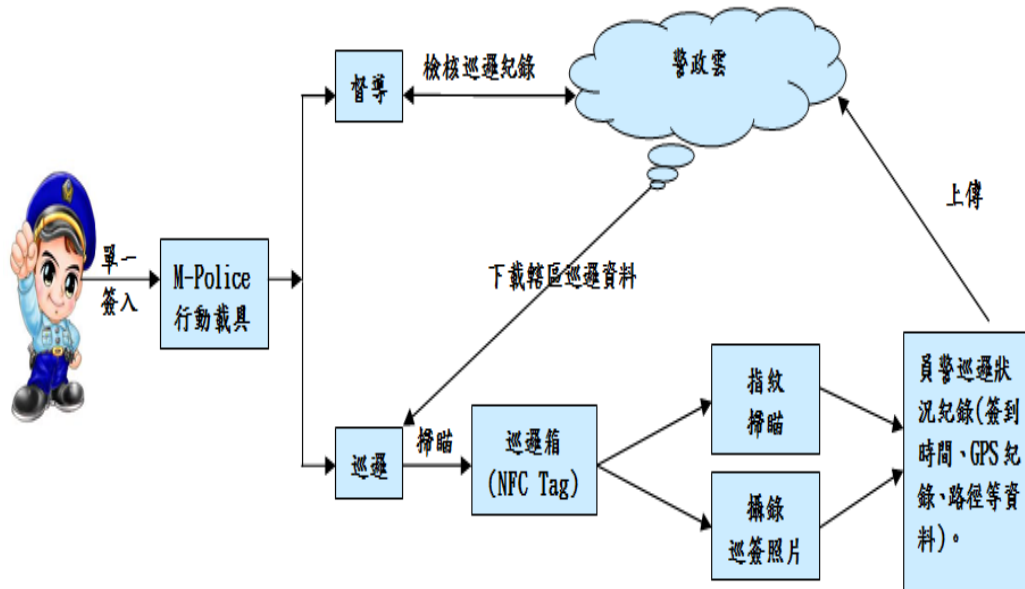 單一
簽入
M-Police
行動載具
督導
檢核巡邏紀錄
警政雲
下載轄區巡邏資料
上傳
巡邏
掃瞄
巡邏箱
(NFC Tag)
指紋
掃瞄
攝錄
巡簽照片
員警巡邏狀
況紀錄(簽到
時間、GPS 紀
錄、路徑等資
料)。